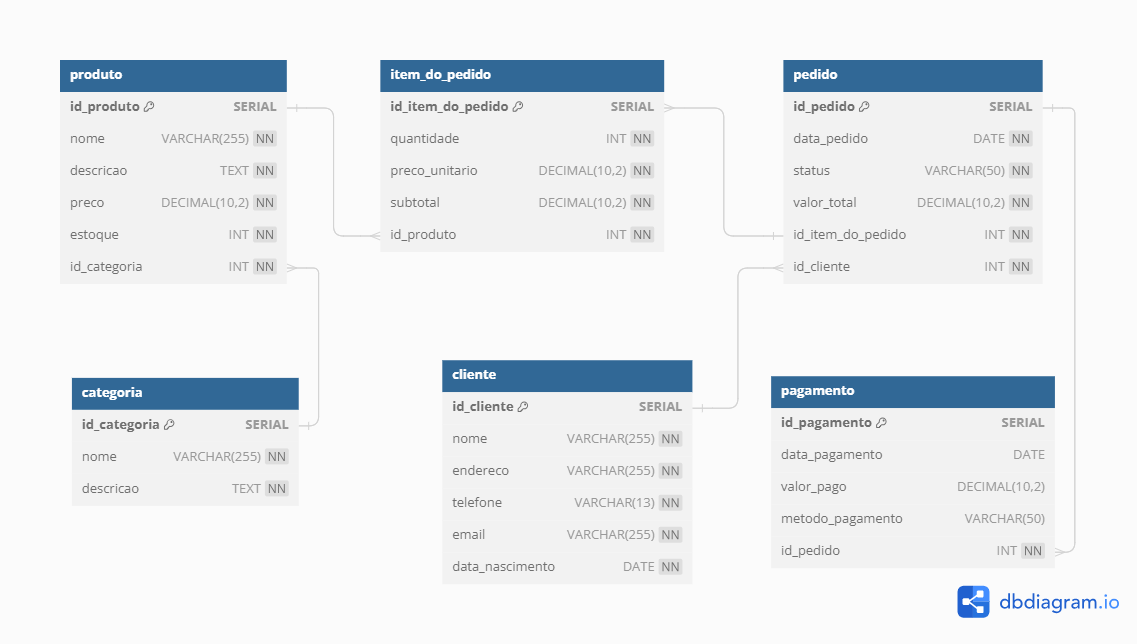 produto
id_produto SERIAL
nome VARCHAR(255) NN
descricao TEXT NN
preco DECIMAL(10,2) NN
estoque INT NN
id_categoria INT NN
item_do_pedido
id_item_do_pedido SERIAL
quantidade INT NN
preco_unitario DECIMAL(10,2) NN
subtotal DECIMAL(10,2) NN
id_produto INT NN
pedido
id_pedido SERIAL
data_pedido DATE NN
status VARCHAR(50) NN
valor_total DECIMAL(10,2) NN
id_item_do_pedido INT NN
id_cliente INT NN
categoria
id_categoria SERIAL
nome VARCHAR(255) NN
descricao TEXT NN
cliente
id_cliente SERIAL
nome VARCHAR(255) NN
endereco VARCHAR(255) NN
telefone VARCHAR(13) NN
email VARCHAR(255) NN
data_nascimento DATE NN
pagamento
id_pagamento SERIAL
data_pagamento DATE
valor_pago DECIMAL(10,2)
metodo_pagamento VARCHAR(50)
id_pedido INT NN
dbdiagram.io